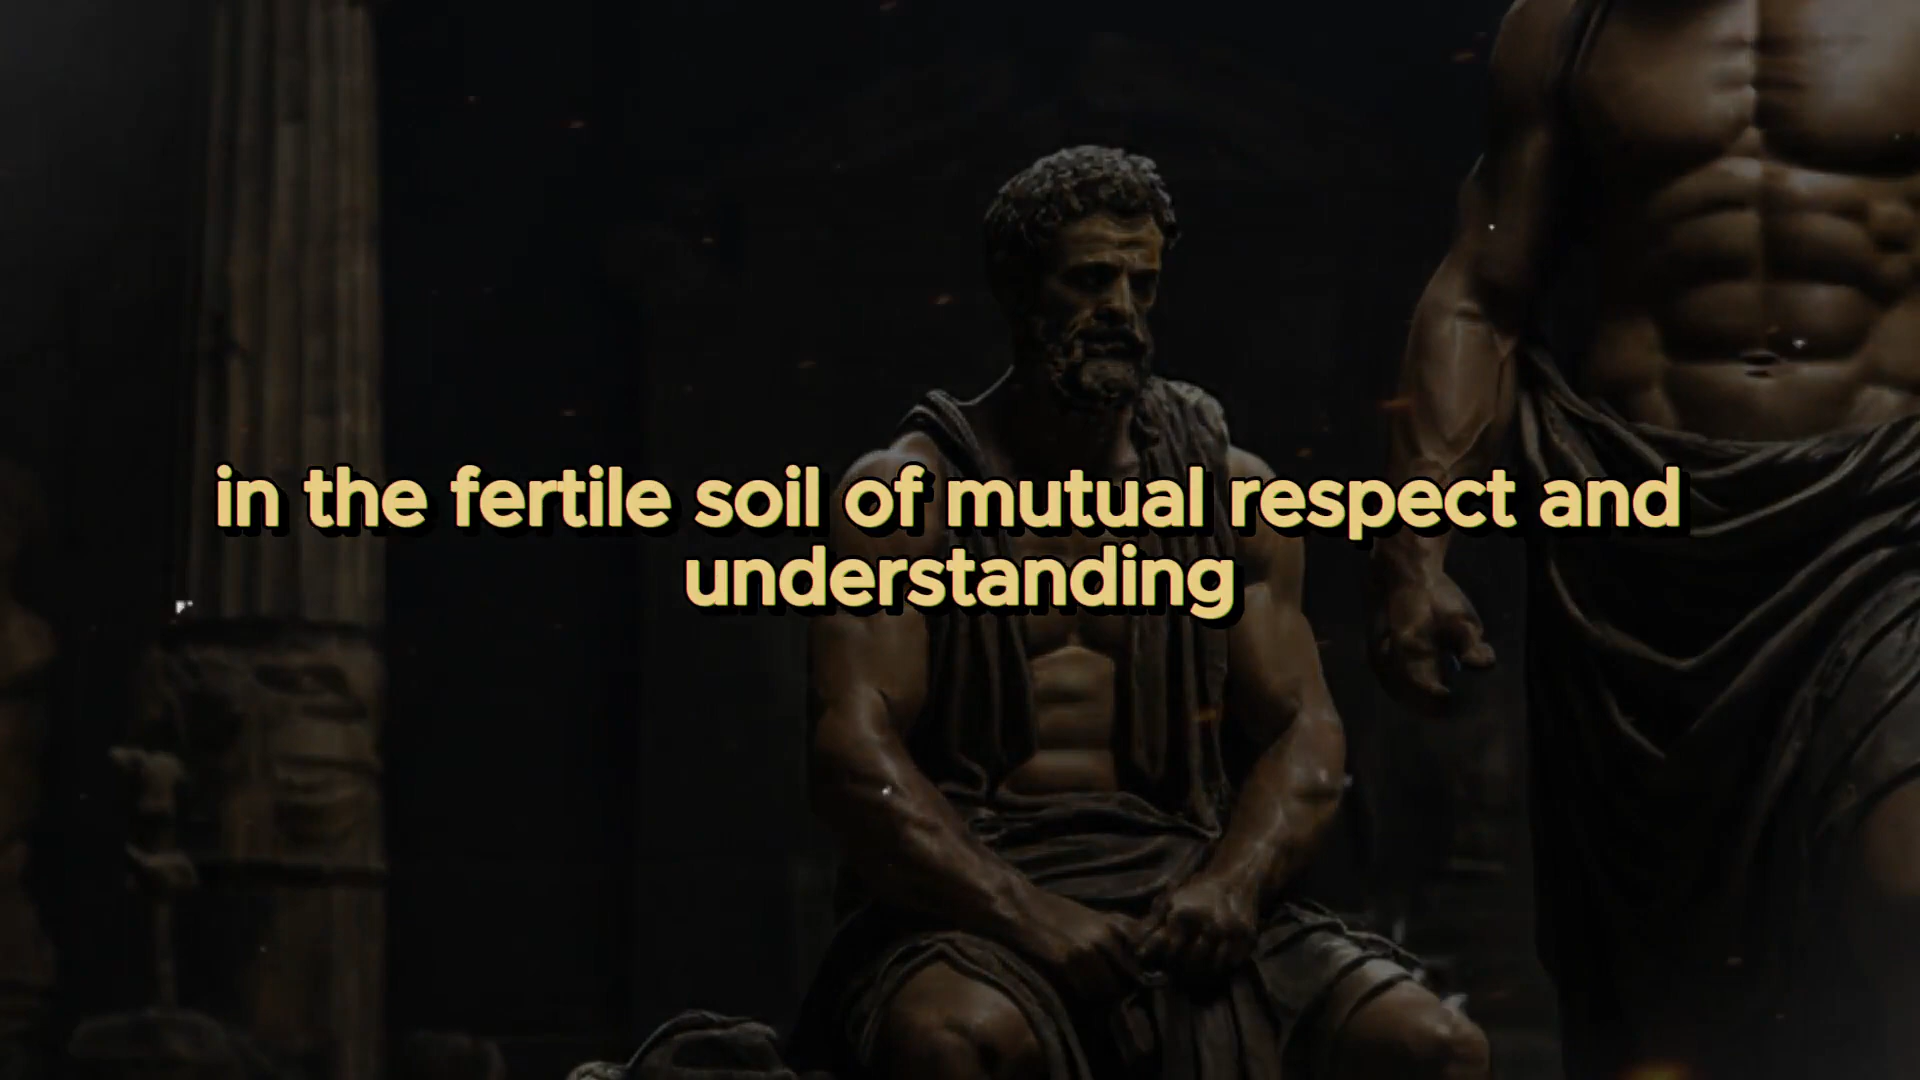 in the fertile soil of mutual respect and
understanding